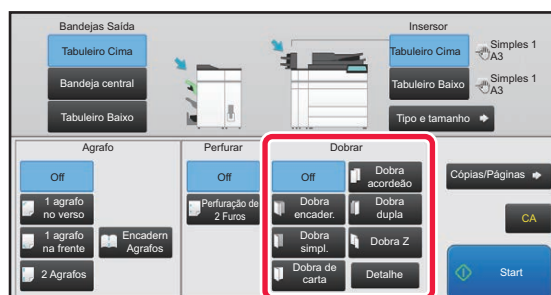 Bandejas Saída
Tabuleiro Cima
Bandeja central
Tabuleiro Baixo
Insersor
Tabuleiro Cima
Simples 1
A3
Tabuleiro Baixo
Simples 1
A3
Tipo e tamanho
Agrafo
Off
1 agrafo
no verso
1 agrafo
na frente
Encadern
Agrafos
2 Agrafos
Perfurar
Off
Perfuração de
2 Furos
Dobrar
Off
Dobra
acordeão
Dobra
encader.
Dobra
dupla
Dobra
simpl.
Dobra Z
Dobra de
carta
Detalhe
Cópias/Páginas
CA
Start